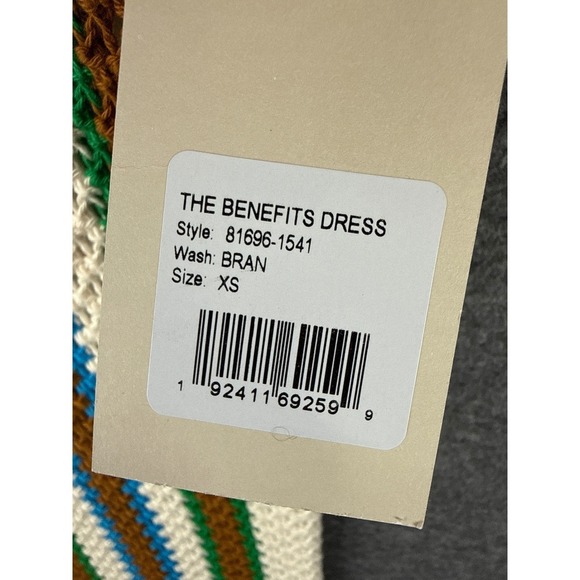 THE BENEFITS DRESS
Style: 81696-1541
Wash: BRAN
Size: XS
1 92411 69259 9